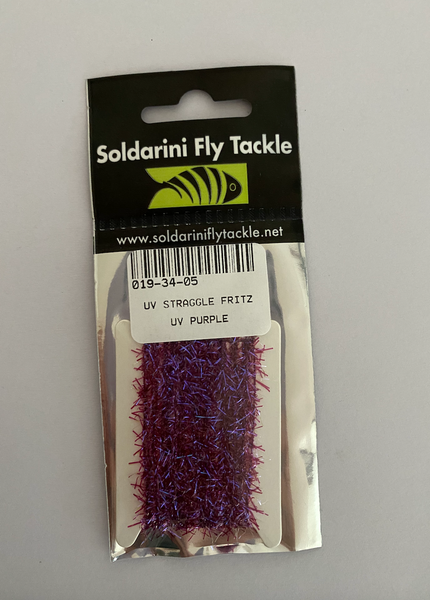 Soldarini Fly Tackle
www.soldariniflytackle.net
019-34-05
UV STRAGGLE FRITZ
UV PURPLE